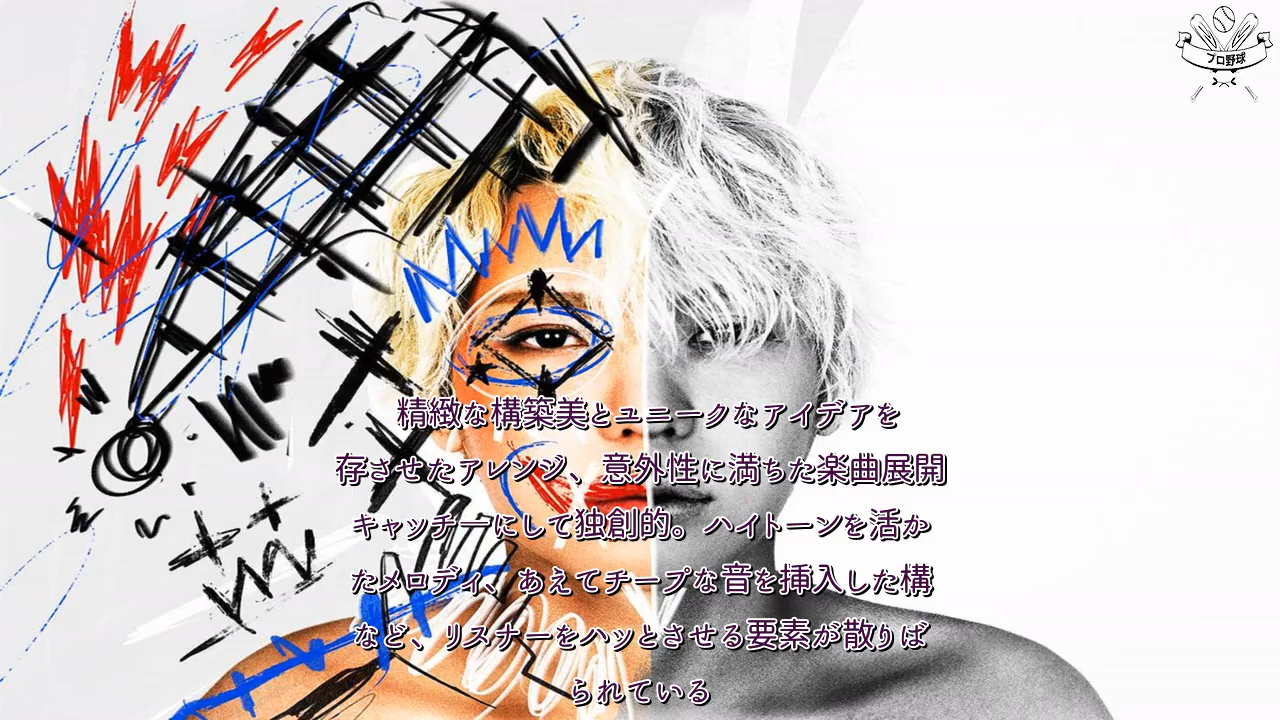 プロ野球
精緻な構築美とユニークなアイデアを
存させたアレンジ、意外性に満ちた楽曲展開
キャッチーにして独創的。ハイトーンを活か
たメロディ、あえてチープな音を挿入した構
など、リスナーをハッとさせる要素が散りば
られている